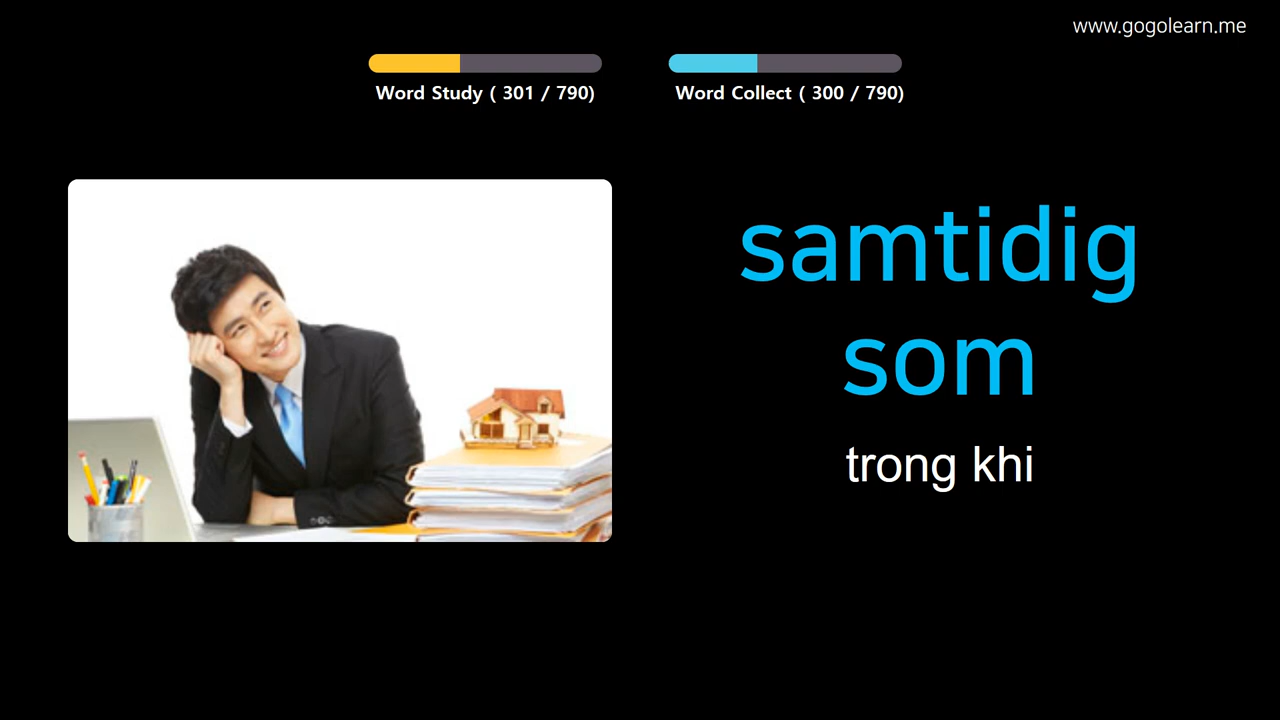 www.gogolearn.me
Word Study ( 301 / 790)
Word Collect ( 300 / 790)
samtidig
som
trong khi